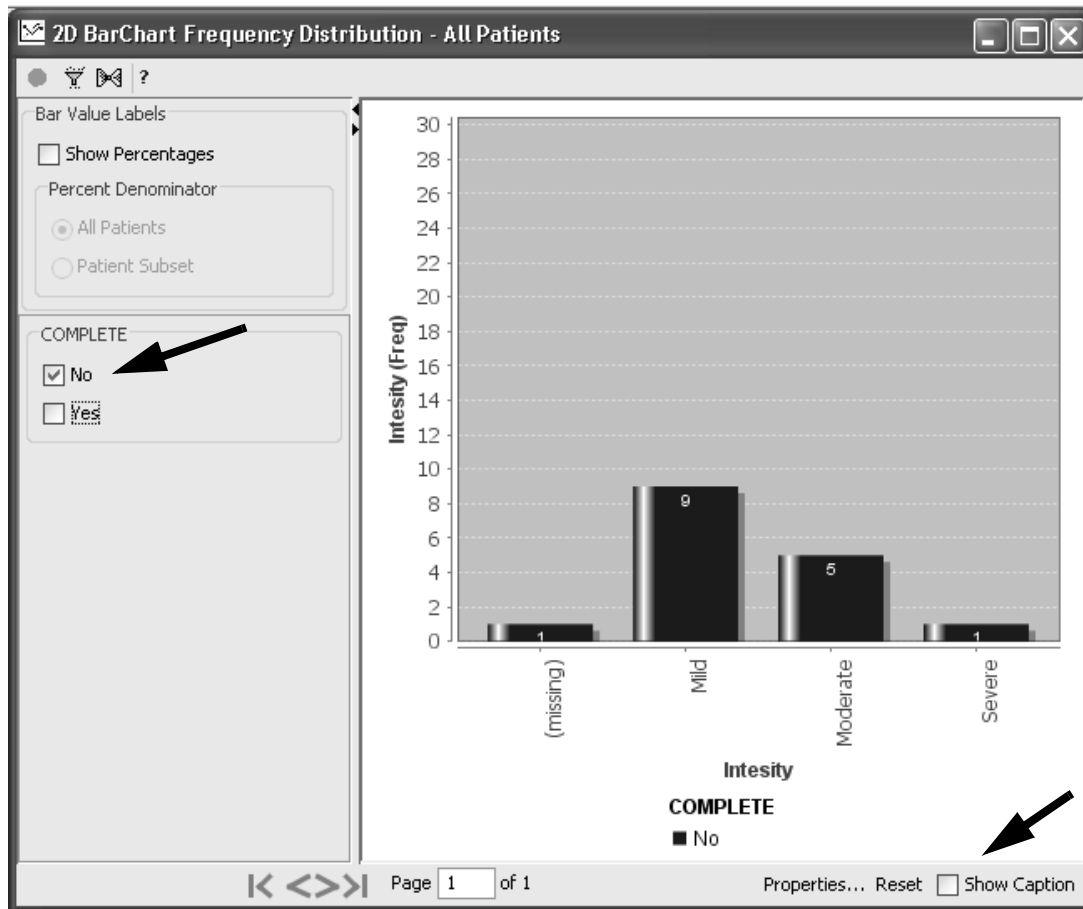 2D BarChart Frequency Distribution - All Patients
?
Bar Value Labels
Show Percentages
Percent Denominator
All Patients
Patient Subset
COMPLETE
No
Yes
30
28
26
24
22
20
18
16
14
12
10
8
6
4
2
0
Intesity (Freq)
1
9
5
1
(missing)
Mild
Moderate
Severe
Intesity
COMPLETE
No
Page 1 of 1
Properties... Reset Show Caption